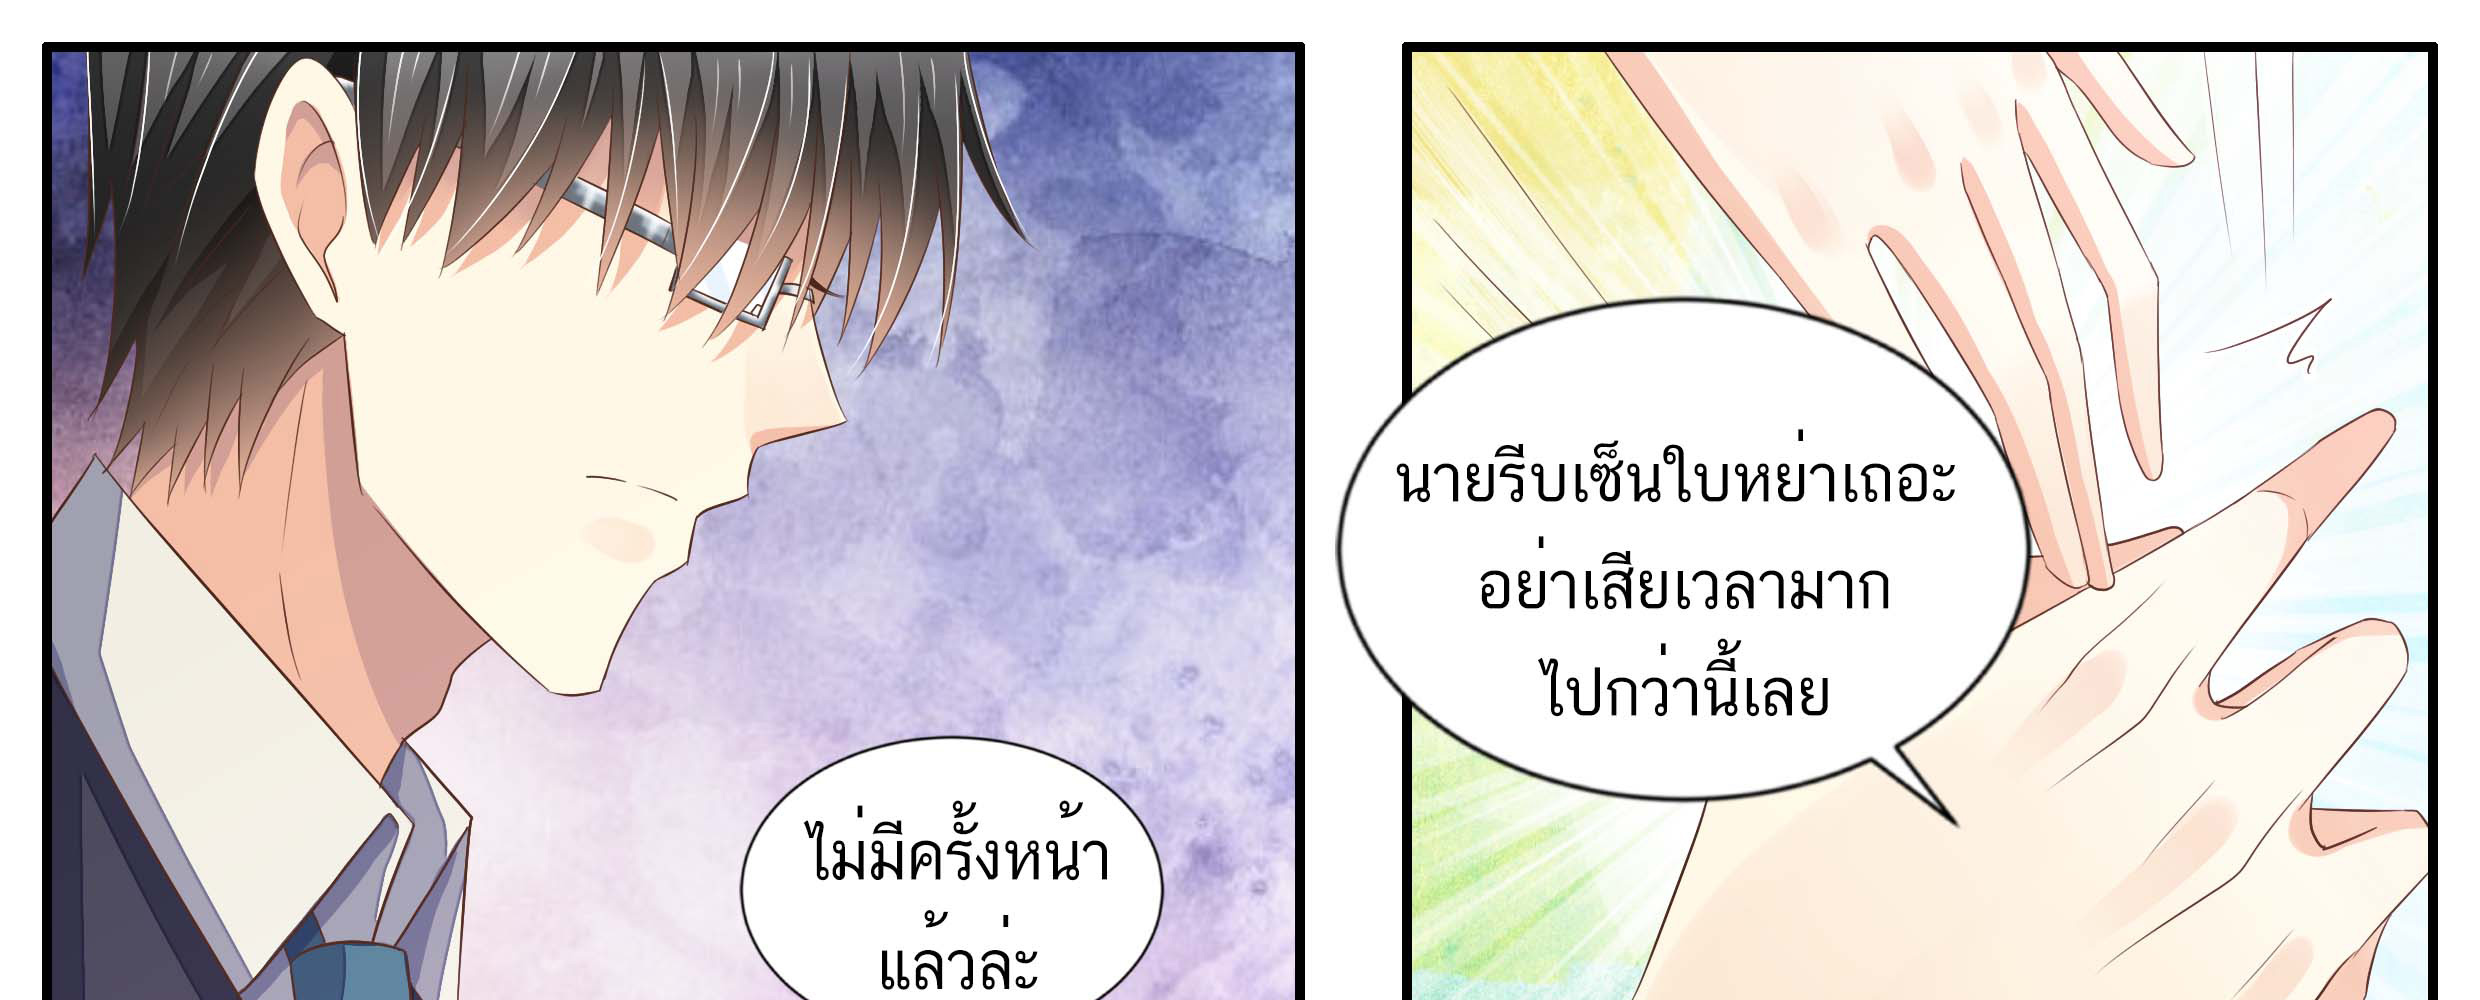 ไม่มีครั้งหน้า
แล้วล่ะ
นายรีบเซ็นใบหย่าเถอะ
อย่าเสียเวลามาก
ไปกว่านี้เลย